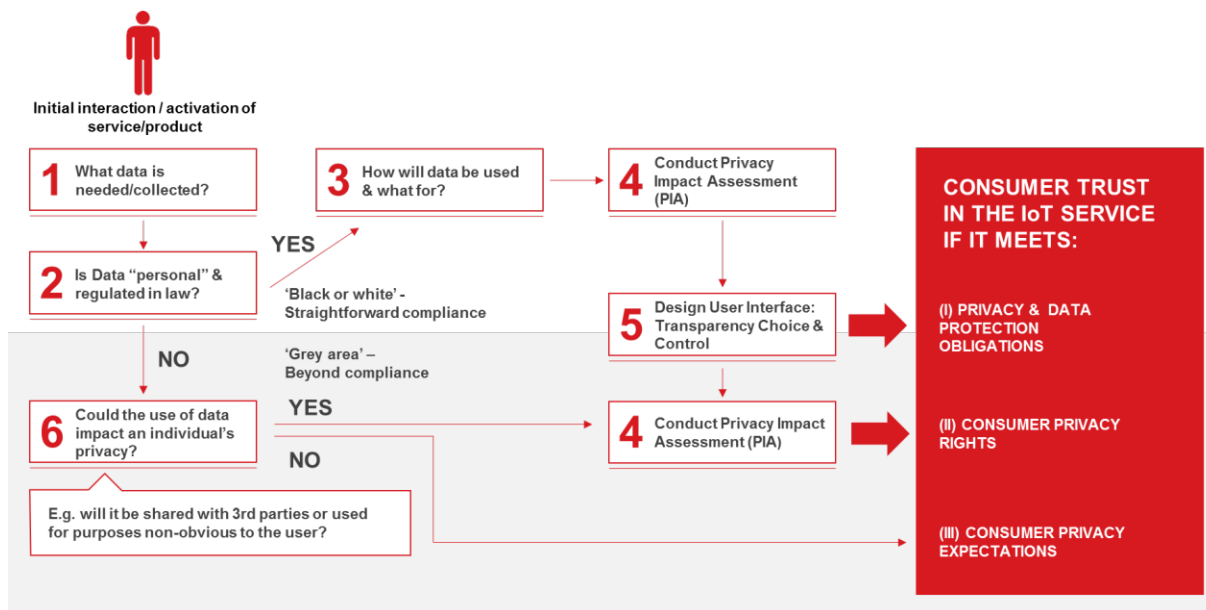 Initial interaction / activation of
service/product
1
What data is
needed/collected?
2
Is Data “personal” &
regulated in law?
YES
3
How will data be used
& what for?
4
Conduct Privacy
Impact Assessment
(PIA)
‘Black or white’ -
Straightforward compliance
5
Design User Interface:
Transparency Choice &
Control
NO
‘Grey area’ –
Beyond compliance
6
Could the use of data
impact an individual’s
privacy?
YES
NO
4
Conduct Privacy Impact
Assessment (PIA)
E.g. will it be shared with 3rd parties or used
for purposes non-obvious to the user?
CONSUMER TRUST
IN THE IoT SERVICE
IF IT MEETS:
(I) PRIVACY & DATA
PROTECTION
OBLIGATIONS
(II) CONSUMER PRIVACY
RIGHTS
(III) CONSUMER PRIVACY
EXPECTATIONS